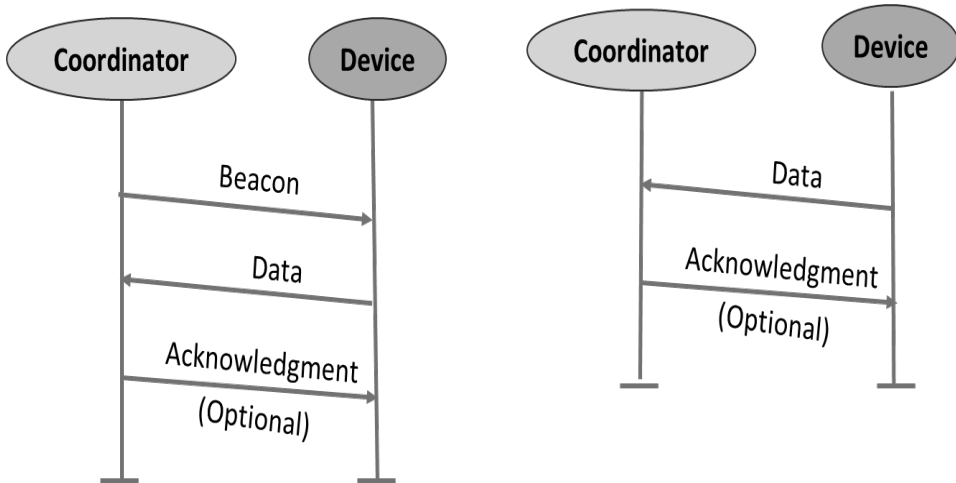 Coordinator
Device
Beacon
Data
Acknowledgment
(Optional)
Coordinator
Device
Data
Acknowledgment
(Optional)